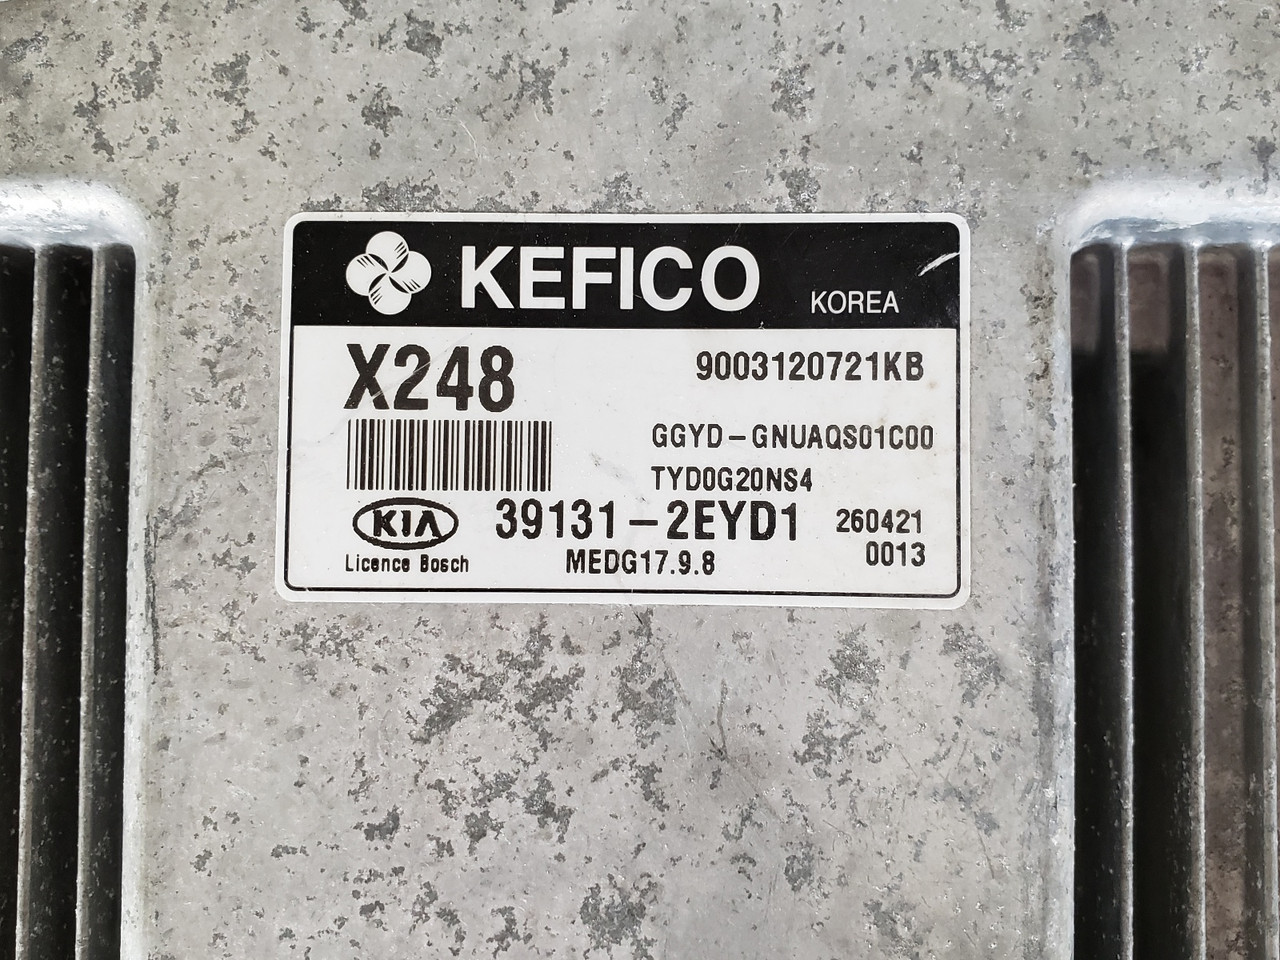 KEFICO KOREA
X248 9003120721KB
GGYD-GNUAQS01C00
TYD0G20NS4
KIA 39131-2EYD1 260421
Licence Bosch MEDG17.9.8 0013